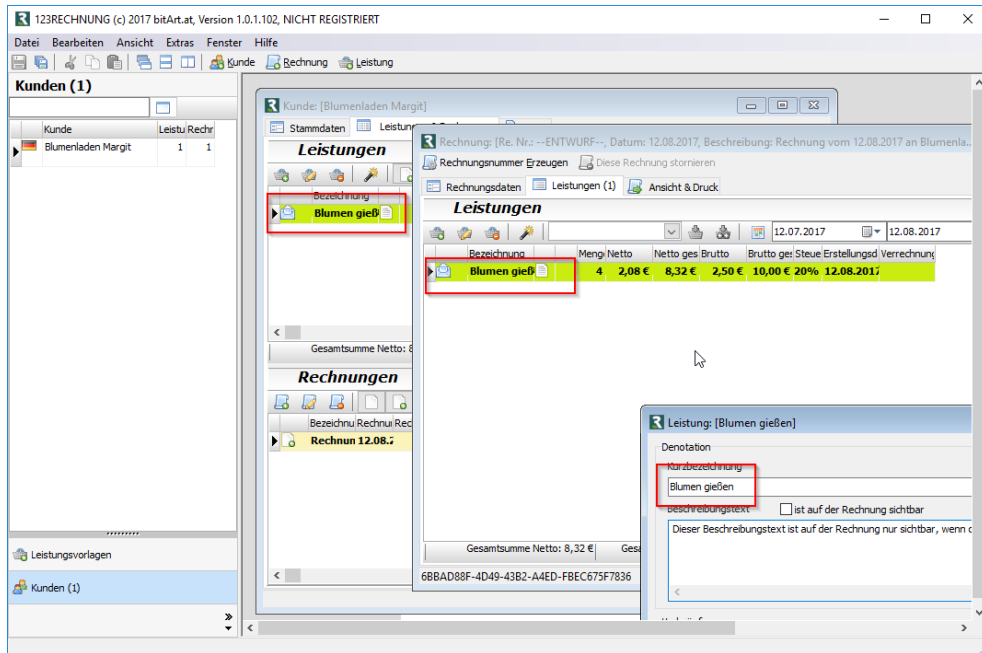 123RECHNUNG (c) 2017 bitArt.at, Version 1.0.1.102, NICHT REGISTRIERT
Datei Bearbeiten Ansicht Extras Fenster Hilfe
Kunde Rechnung Leistung
Kunden (1)
Kunde Leistu Rechr
Blumenladen Margit 1 1
Leistungsvorlagen
Kunden (1)
Kunde: [Blumenladen Margit]
Stammdaten
Leistungen
Bezeichnung
Blumen gieß
Gesamtsumme Netto: 8
Rechnungen
Bezeichnu Rechnui Rec
Rechnun 12.08.2
Rechnung: [Re. Nr.: --ENTWURF--, Datum: 12.08.2017, Beschreibung: Rechnung vom 12.08.2017 an Blumenla...
Rechnungsnummer Erzeugen Diese Rechnung stornieren
Rechnungsdaten Leistungen (1) Ansicht & Druck
Leistungen
12.07.2017 12.08.2017
Bezeichnung Meng Netto Netto ges Brutto Brutto ges Steue Erstellungsd Verrechnung
Blumen gieß 4 2,08 € 8,32 € 2,50 € 10,00 € 20% 12.08.2017
Gesamtsumme Netto: 8,32 € Gesa
6BBAD88F-4D49-43B2-A4ED-FBEC675F7836
Leistung: [Blumen gießen]
Denotation
Kurzbezeichnung
Blumen gießen
Beschreibungstext ist auf der Rechnung sichtbar
Dieser Beschreibungstext ist auf der Rechnung nur sichtbar, wenn d